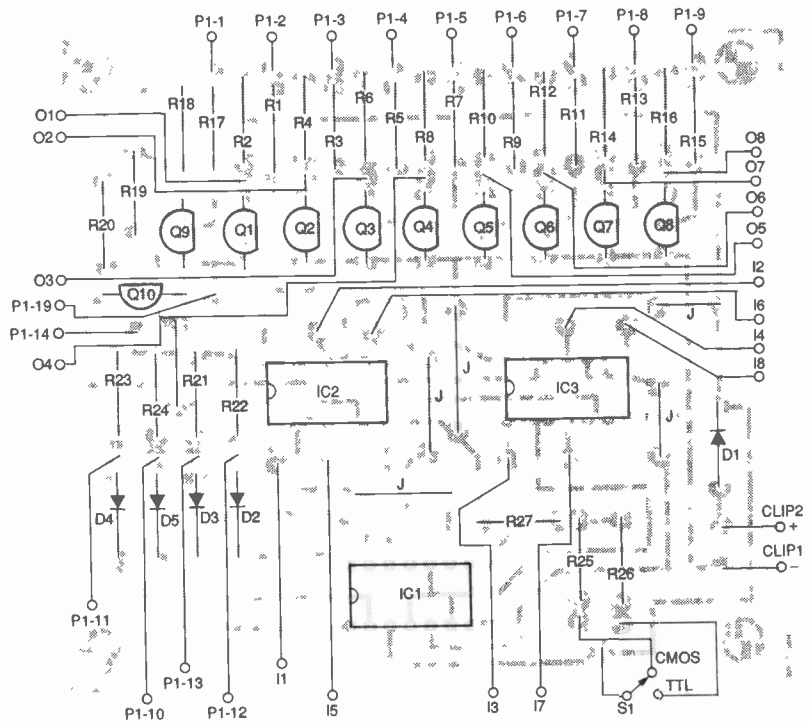 P1-1 P1-2 P1-3 P1-4 P1-5 P1-6 P1-7 P1-8 P1-9
R18 R17 R2 R1 R4 R3 R6 R5 R8 R7 R10 R9 R12 R11 R14 R13 R16 R15
O1
O2
O8
O7
R20 R19
O6
O5
Q9 Q1 Q2 Q3 Q4 Q5 Q6 Q7 Q8
O3
I2
Q10
P1-19
I6
J
P1-14
I4
O4
I8
R23 R24 R21 R22
IC2 J J IC3 J
D1
J
D4 D5 D3 D2
R27
CLIP2
+
CLIP1
−
R25 R26
IC1
P1-11
P1-13
I1
CMOS
TTL
P1-10 P1-12 I5 I3 I7 S1